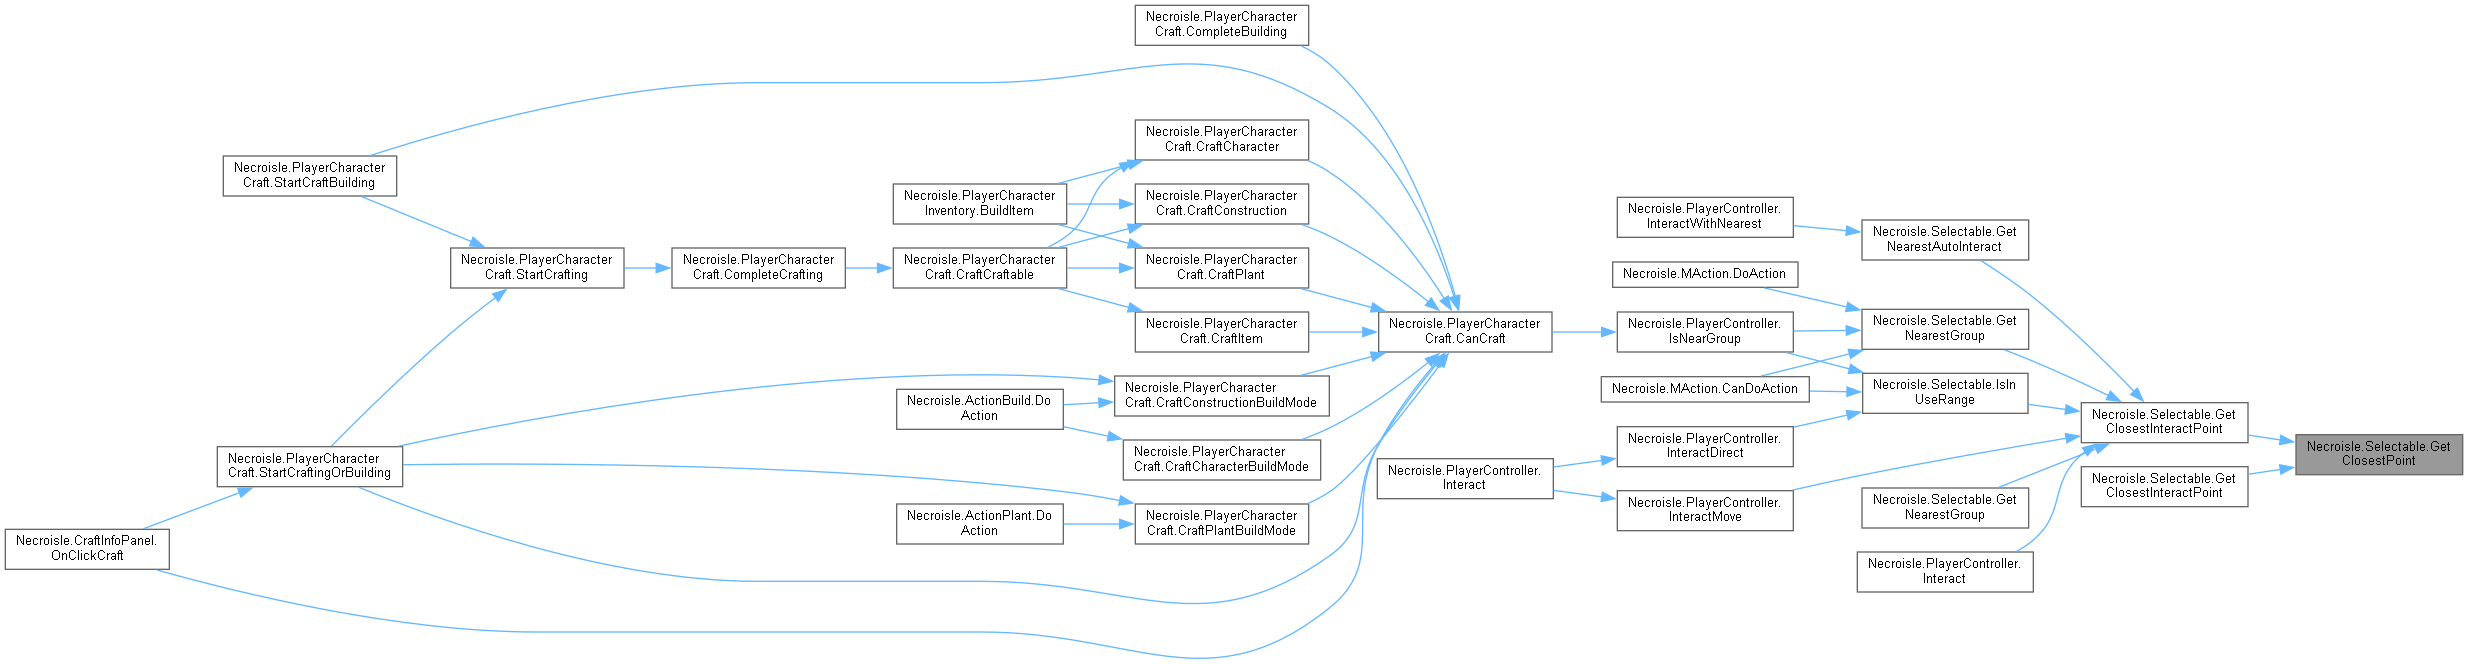 Necroisle.PlayerCharacter
Craft.CompleteBuilding
Necroisle.PlayerCharacter
Craft.CraftCharacter
Necroisle.PlayerCharacter
Craft.StartCraftBuilding
Necroisle.PlayerCharacter
Inventory.BuildItem
Necroisle.PlayerCharacter
Craft.CraftConstruction
Necroisle.PlayerController.
InteractWithNearest
Necroisle.Selectable.Get
NearestAutoInteract
Necroisle.PlayerCharacter
Craft.StartCrafting
Necroisle.PlayerCharacter
Craft.CompleteCrafting
Necroisle.PlayerCharacter
Craft.CraftCraftable
Necroisle.PlayerCharacter
Craft.CraftPlant
Necroisle.MAction.DoAction
Necroisle.PlayerCharacter
Craft.CraftItem
Necroisle.PlayerCharacter
Craft.CanCraft
Necroisle.PlayerController.
IsNearGroup
Necroisle.Selectable.Get
NearestGroup
Necroisle.ActionBuild.Do
Action
Necroisle.PlayerCharacter
Craft.CraftConstructionBuildMode
Necroisle.MAction.CanDoAction
Necroisle.Selectable.IsIn
UseRange
Necroisle.Selectable.Get
ClosestInteractPoint
Necroisle.PlayerCharacter
Craft.StartCraftingOrBuilding
Necroisle.PlayerCharacter
Craft.CraftCharacterBuildMode
Necroisle.PlayerController.
Interact
Necroisle.PlayerController.
InteractDirect
Necroisle.Selectable.Get
ClosestPoint
Necroisle.Selectable.Get
ClosestInteractPoint
Necroisle.CraftInfoPanel.
OnClickCraft
Necroisle.ActionPlant.Do
Action
Necroisle.PlayerCharacter
Craft.CraftPlantBuildMode
Necroisle.PlayerController.
InteractMove
Necroisle.Selectable.Get
NearestGroup
Necroisle.PlayerController.
Interact